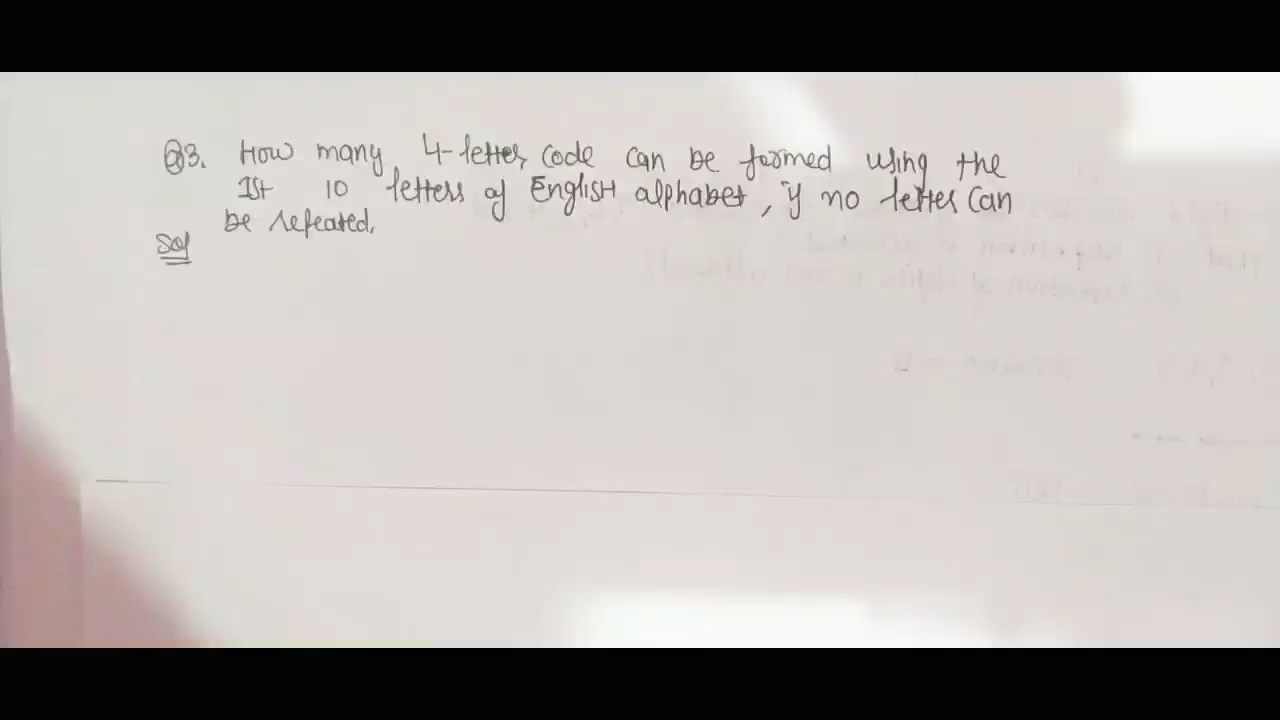 Q3. How many 4-letter code can be formed using the
1st 10 letters of English alphabet, if no letter can
be repeated.
Sol